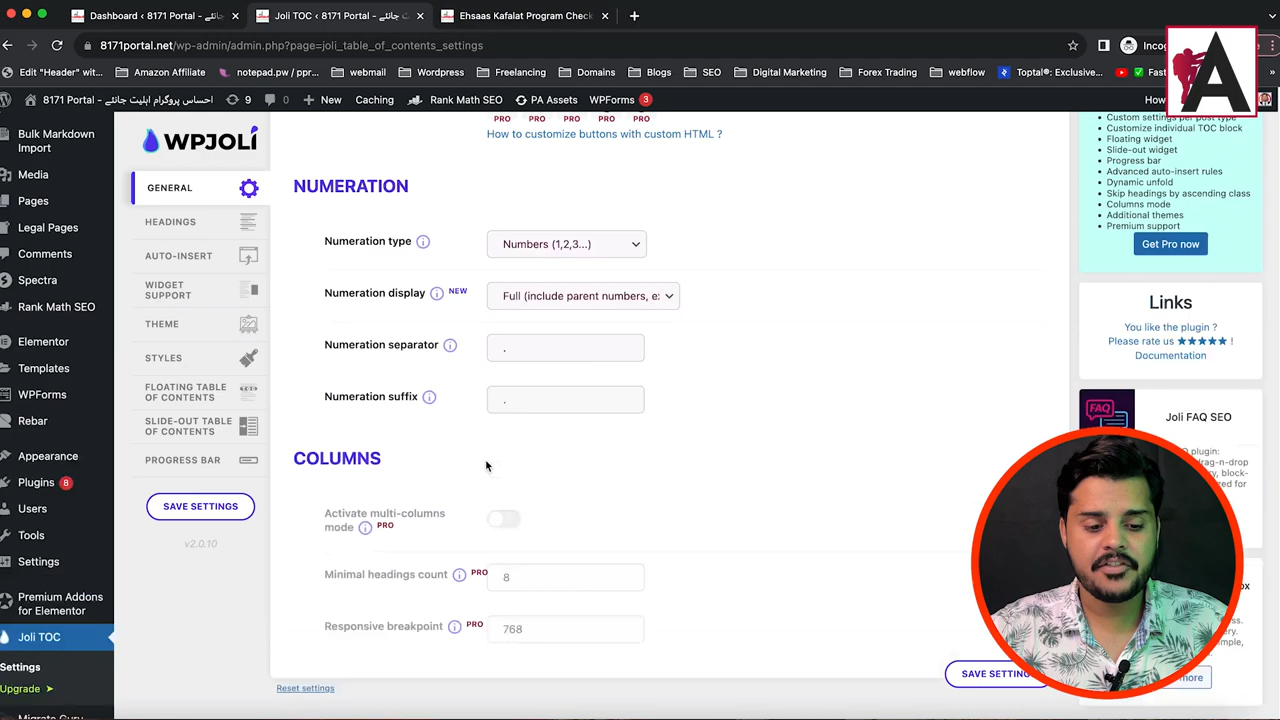 Dashboard ‹ 8171 Portal - جانئے
Joli TOC ‹ 8171 Portal - جانئے
Ehsaas Kafalat Program Check
8171portal.net/wp-admin/admin.php?page=joli_table_of_contents_settings
Edit "Header" wit...
Amazon Affiliate
notepad.pw / ppr...
webmail
Wordpress
Freelancing
Domains
Blogs
SEO
Digital Marketing
Forex Trading
webflow
Toptal®: Exclusive...
A
8171 Portal - احساس پروگرام اہلیت جانئے
9
0
New
Caching
Rank Math SEO
PA Assets
WPForms 3
Bulk Markdown
Import
Media
Pages
Legal Pages
Comments
Spectra
Rank Math SEO
Elementor
Templates
WPForms
Rebar
Appearance
Plugins 8
Users
Tools
Settings
Premium Addons
for Elementor
Joli TOC
Settings
Upgrade ➤
Migrate Guru
WPJOLI
GENERAL
HEADINGS
AUTO-INSERT
WIDGET
SUPPORT
THEME
STYLES
FLOATING TABLE
OF CONTENTS
SLIDE-OUT TABLE
OF CONTENTS
PROGRESS BAR
SAVE SETTINGS
v2.0.10
PRO PRO PRO PRO PRO
How to customize buttons with custom HTML ?
NUMERATION
Numeration type
Numbers (1,2,3...)
Numeration display NEW
Full (include parent numbers, e
Numeration separator
Numeration suffix
.
COLUMNS
Activate multi-columns
mode PRO
Minimal headings count PRO
8
Responsive breakpoint PRO
768
Reset settings
Custom settings per post type
Customize individual TOC block
Floating widget
Slide-out widget
Progress bar
Advanced auto-insert rules
Dynamic unfold
Skip headings by ascending class
Columns mode
Additional themes
Premium support
Get Pro now
Links
You like the plugin ?
Please rate us ★★★★★ !
Documentation
FAQ
Joli FAQ SEO